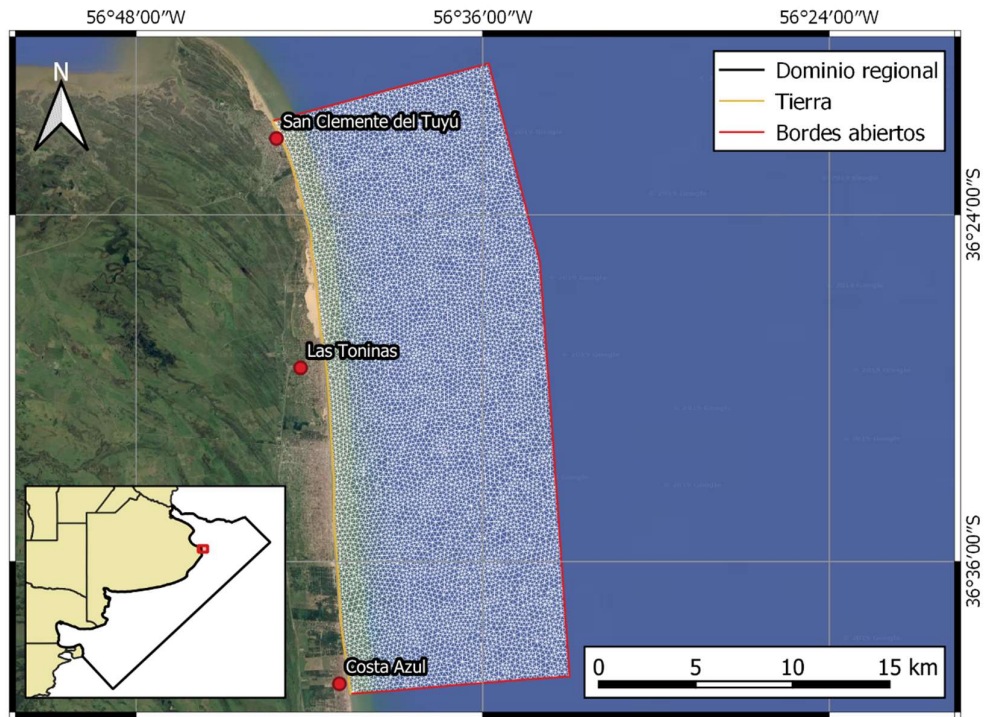 56°48′00″W
56°36′00″W
56°24′00″W
N
Dominio regional
Tierra
Bordes abiertos
San Clemente del Tuyú
36°24′00″S
Las Toninas
36°36′00″S
Costa Azul
0 5 10 15 km